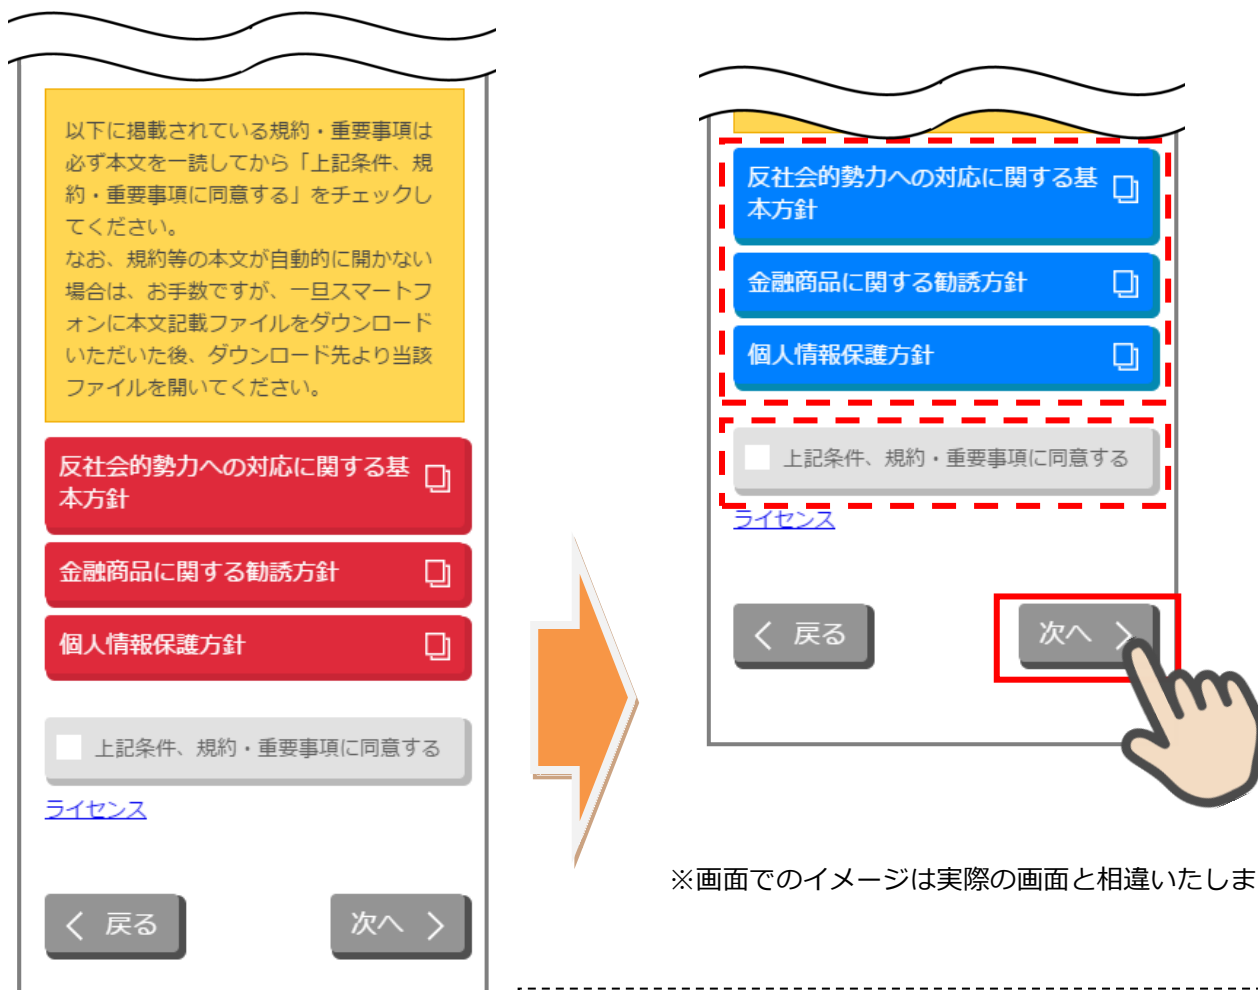 以下に掲載されている規約・重要事項は
必ず本文を一読してから「上記条件、規
約・重要事項に同意する」をチェックし
てください。
なお、規約等の本文が自動的に開かない
場合は、お手数ですが、一旦スマートフ
ォンに本文記載ファイルをダウンロード
いただいた後、ダウンロード先より当該
ファイルを開いてください。
反社会的勢力への対応に関する基
本方針
金融商品に関する勧誘方針
個人情報保護方針
上記条件、規約・重要事項に同意する
ライセンス
戻る
次へ
反社会的勢力への対応に関する基
本方針
金融商品に関する勧誘方針
個人情報保護方針
上記条件、規約・重要事項に同意する
ライセンス
戻る
次へ
※画面でのイメージは実際の画面と相違いたしま